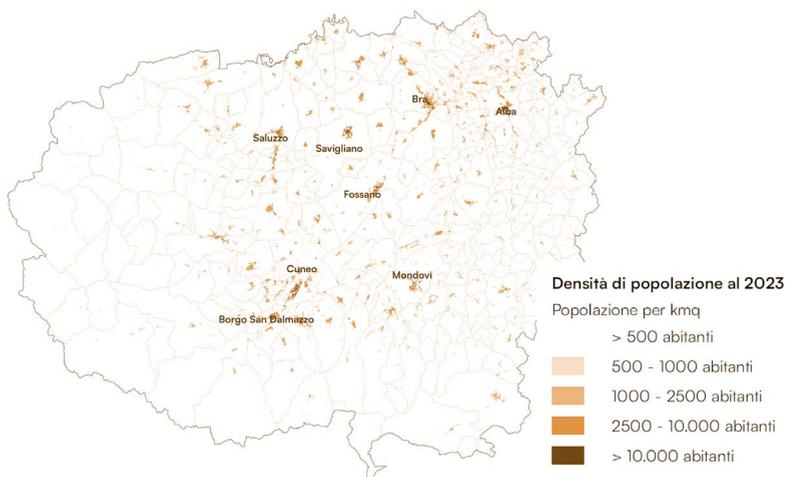 Bra
Alba
Saluzzo
Savigliano
Fossano
Cuneo
Mondovì
Borgo San Dalmazzo
Densità di popolazione al 2023
Popolazione per kmq
> 500 abitanti
500 - 1000 abitanti
1000 - 2500 abitanti
2500 - 10.000 abitanti
> 10.000 abitanti